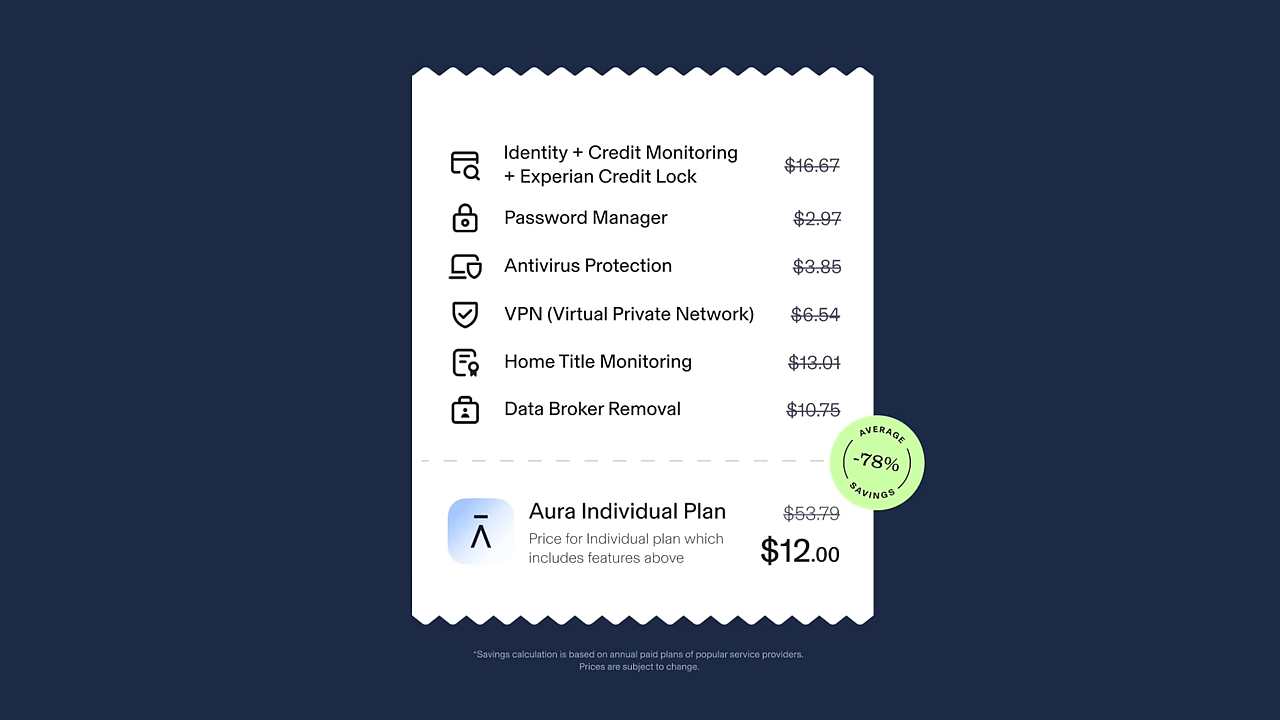 Identity + Credit Monitoring
+ Experian Credit Lock
$16.67
Password Manager
$2.97
Antivirus Protection
$3.85
VPN (Virtual Private Network)
$6.54
Home Title Monitoring
$13.01
Data Broker Removal
$10.75
AVERAGE
-78%
SAVINGS
Aura Individual Plan
$53.79
Price for Individual plan which
includes features above
$12.00
*Savings calculation is based on annual paid plans of popular service providers.
Prices are subject to change.